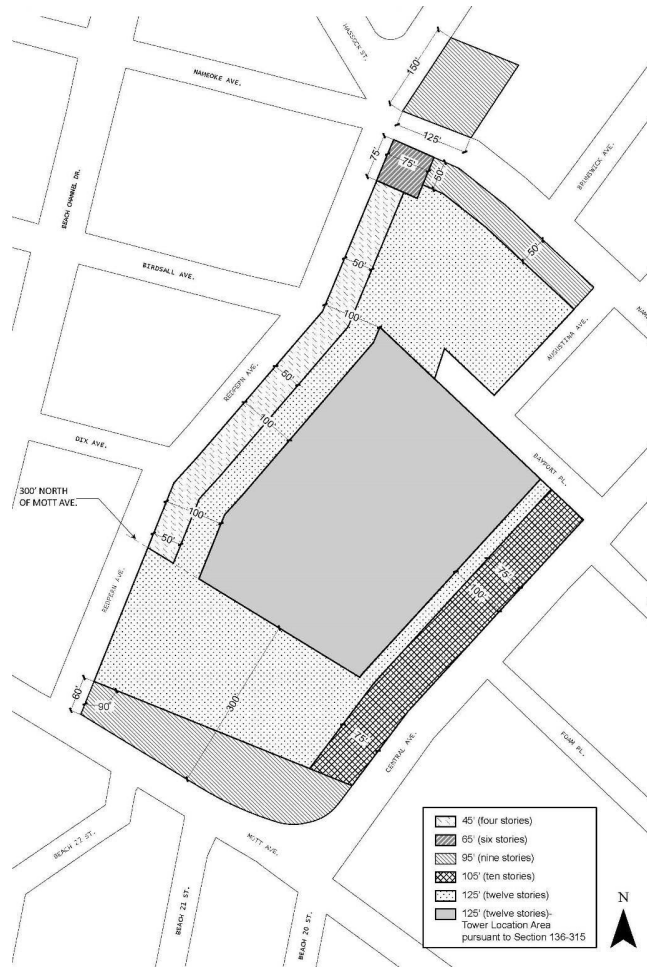 HASSOCK ST.
150'
NAMEOKE AVE.
125'
75'
75'
50'
BRUNSWICK AVE.
BEACH CHANNEL DR.
50'
BIRDSALL AVE.
50'
100'
AUGUSTINA AVE.
REDFERN AVE.
50'
100'
DIX AVE.
BAYPORT PL.
300' NORTH
OF MOTT AVE.
100'
50'
75'
100'
REDFERN AVE.
60'
90'
300'
75'
CENTRAL AVE.
FOAM PL.
MOTT AVE.
BEACH 22 ST.
BEACH 21 ST.
BEACH 20 ST.
45' (four stories)
65' (six stories)
95' (nine stories)
105' (ten stories)
125' (twelve stories)
125' (twelve stories)-
Tower Location Area
pursuant to Section 136-315
N